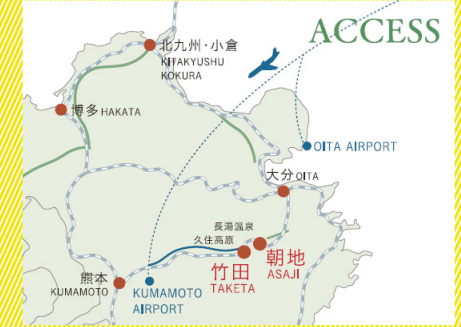 ACCESS
北九州・小倉
KITAKYUSHU
KOKURA
博多 HAKATA
OITA AIRPORT
大分 OITA
長湯温泉
久住高原
朝地
ASAJI
竹田
TAKETA
熊本
KUMAMOTO
KUMAMOTO
AIRPORT